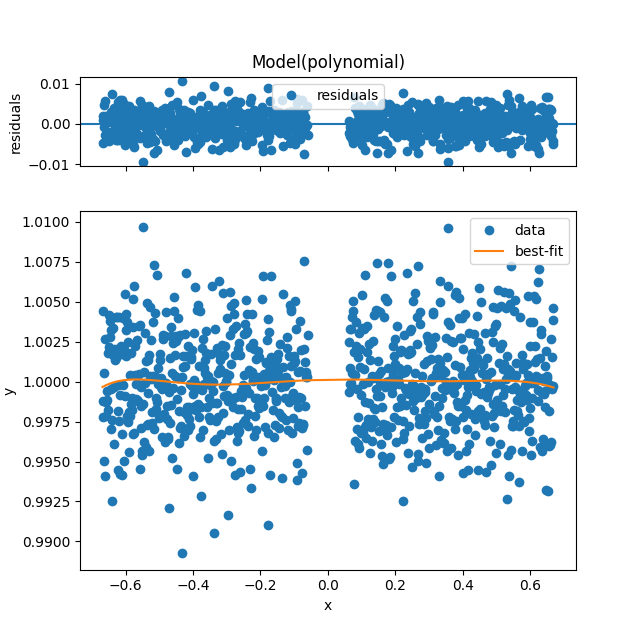 Model(polynomial)
0.01
0.00
−0.01
residuals
residuals
1.0100
1.0075
1.0050
1.0025
1.0000
0.9975
0.9950
0.9925
0.9900
y
data
best-fit
−0.6 −0.4 −0.2 0.0 0.2 0.4 0.6
x